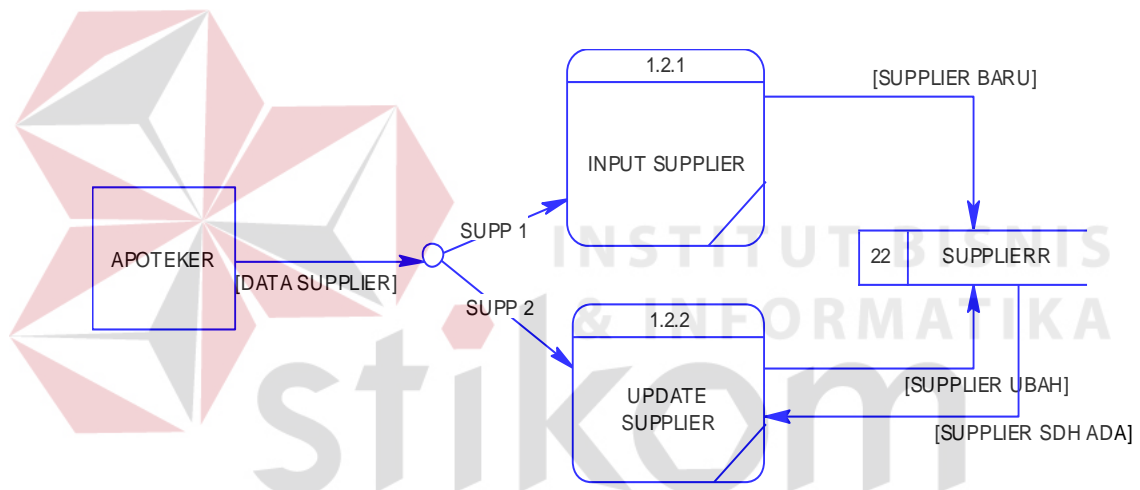 1.2.1
[SUPPLIER BARU]
INPUT SUPPLIER
SUPP 1
APOTEKER
[DATA SUPPLIER]
INSTITUT BISNIS
& INFORMATIKA
22
SUPPLIERR
SUPP 2
1.2.2
[SUPPLIER UBAH]
UPDATE
SUPPLIER
[SUPPLIER SDH ADA]
stikom